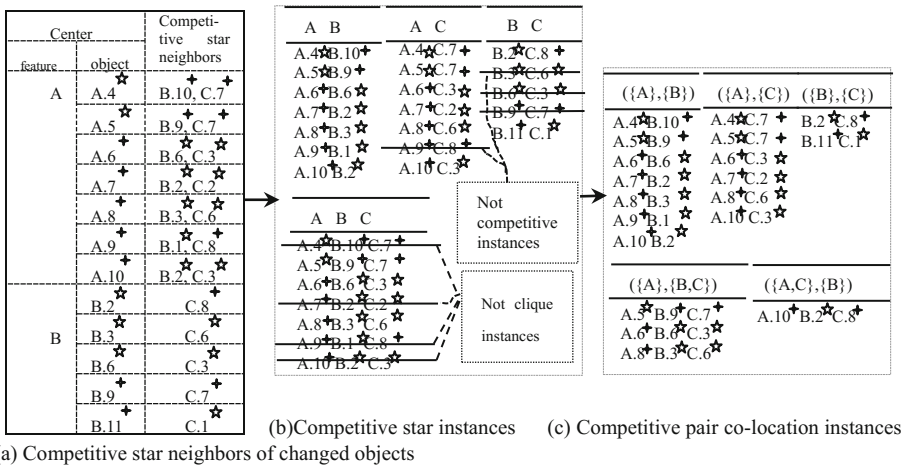 Center
Competi-
tive star
neighbors
feature object
A
A.4☆ B.10✦, C.7✦
A.5☆ B.9✦, C.7✦
A.6✦ B.6☆, C.3☆
A.7✦ B.2☆, C.2☆
A.8✦ B.3☆, C.6☆
A.9✦ B.1☆, C.8✦
A.10✦ B.2☆, C.3☆
B
B.2☆ C.8✦
B.3☆ C.6☆
B.6☆ C.3☆
B.9✦ C.7✦
B.11✦ C.1☆
(a) Competitive star neighbors of changed objects
A B
A.4☆B.10✦
A.5☆B.9✦
A.6✦B.6☆
A.7✦B.2☆
A.8✦B.3☆
A.9✦B.1☆
A.10✦B.2☆
A C
A.4☆C.7✦
A.5☆C.7✦
A.6✦C.3☆
A.7✦C.2☆
A.8✦C.6☆
A.9✦C.8✦
A.10✦C.3☆
B C
B.2☆C.8✦
B.3☆C.6☆
B.6☆C.3☆
B.9✦C.7✦
B.11✦C.1☆
Not
competitive
instances
A B C
A.4☆B.10✦C.7✦
A.5☆B.9✦C.7✦
A.6✦B.6☆C.3☆
A.7✦B.2☆C.2☆
A.8✦B.3☆C.6☆
A.9✦B.1☆C.8✦
A.10✦B.2☆C.3☆
Not clique
instances
(b)Competitive star instances
({A},{B})
A.4☆B.10✦
A.5☆B.9✦
A.6✦B.6☆
A.7✦B.2☆
A.8✦B.3☆
A.9✦B.1☆
A.10✦B.2☆
({A},{C})
A.4☆C.7✦
A.5☆C.7✦
A.6✦C.3☆
A.7✦C.2☆
A.8✦C.6☆
A.10✦C.3☆
({B},{C})
B.2☆C.8✦
B.11✦C.1☆
({A},{B,C})
A.5☆B.9✦C.7✦
A.6✦B.6☆C.3☆
A.8✦B.3☆C.6☆
({A,C},{B})
A.10✦B.2☆C.8✦
(c) Competitive pair co-location instances